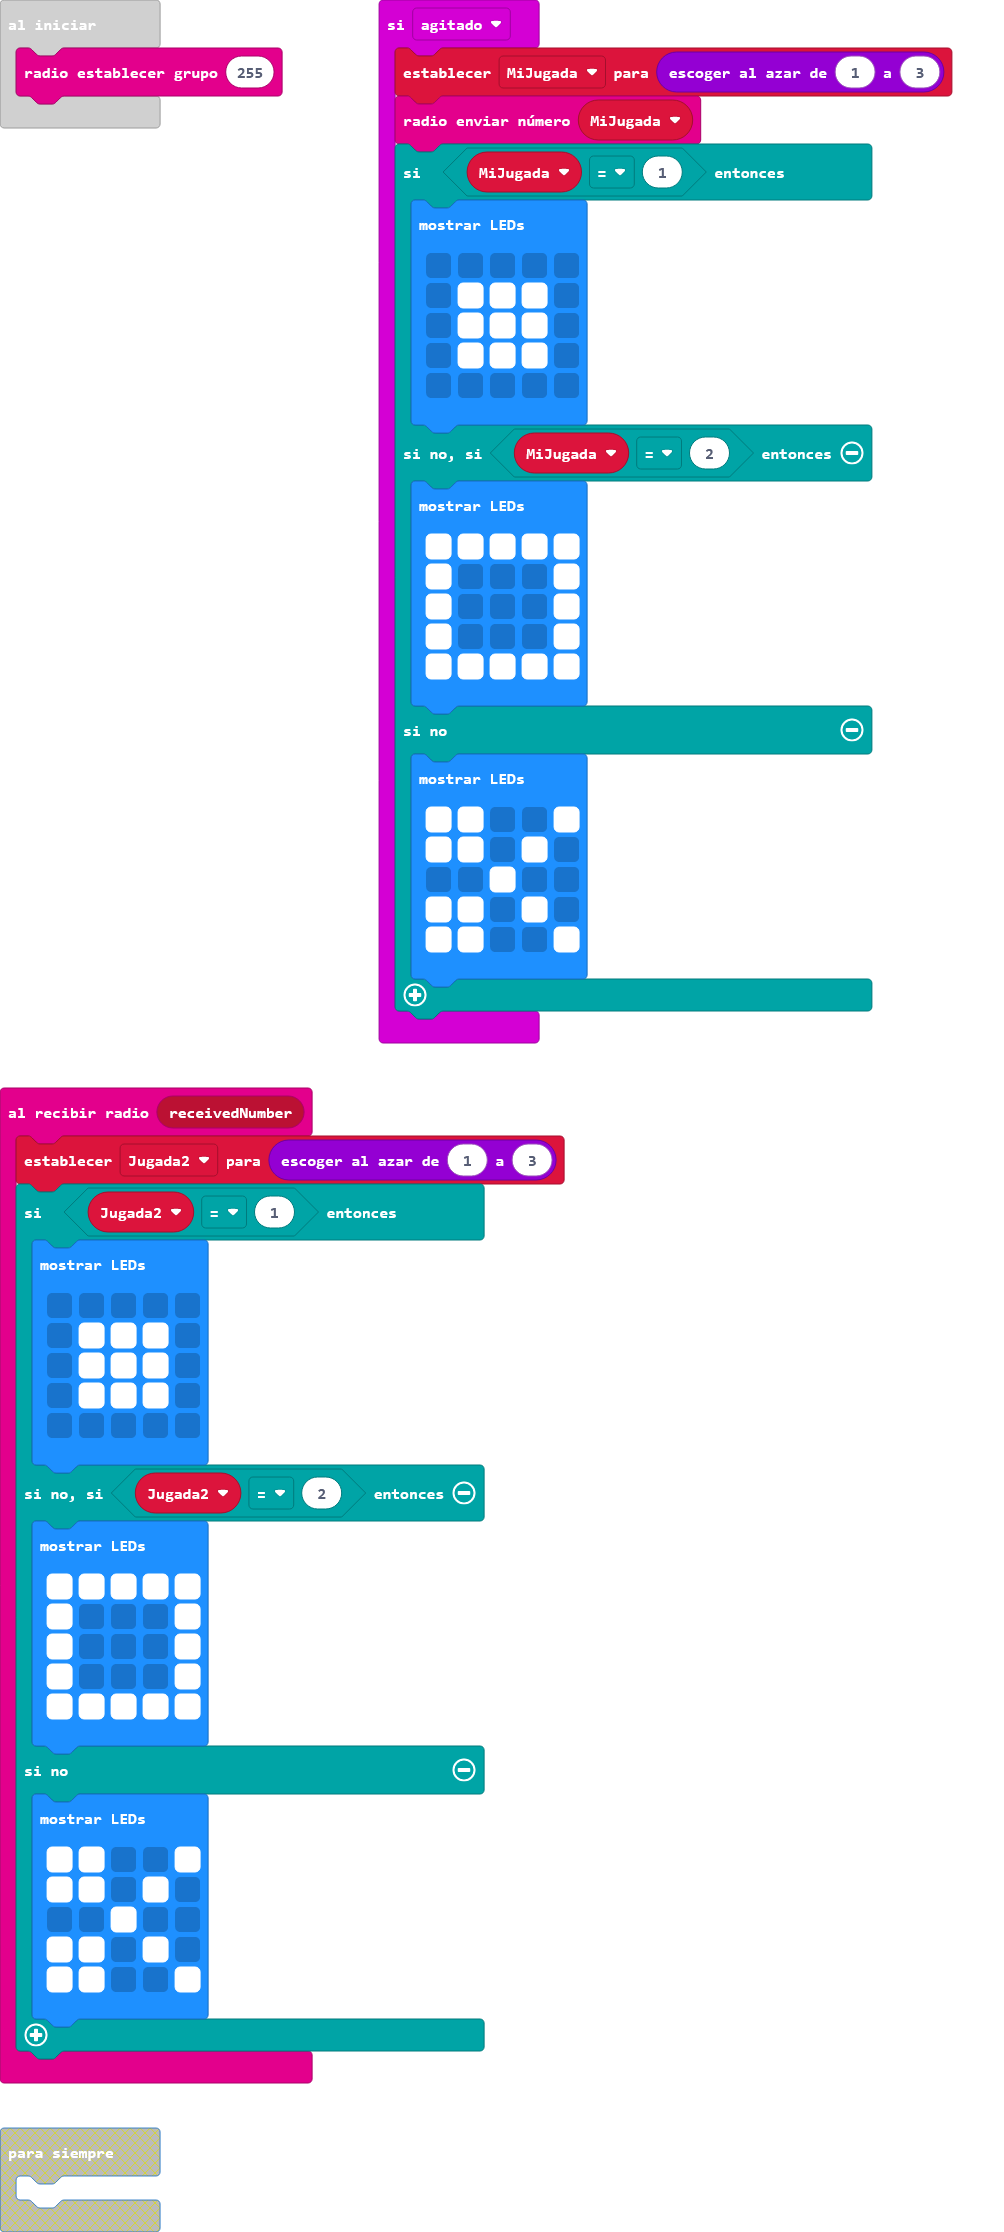 al iniciar
radio establecer grupo 255
si agitado
establecer MiJugada para escoger al azar de 1 a 3
radio enviar número MiJugada
si MiJugada = 1 entonces
mostrar LEDs
si no, si MiJugada = 2 entonces
mostrar LEDs
si no
mostrar LEDs
al recibir radio receivedNumber
establecer Jugada2 para escoger al azar de 1 a 3
si Jugada2 = 1 entonces
mostrar LEDs
si no, si Jugada2 = 2 entonces
mostrar LEDs
si no
mostrar LEDs
para siempre